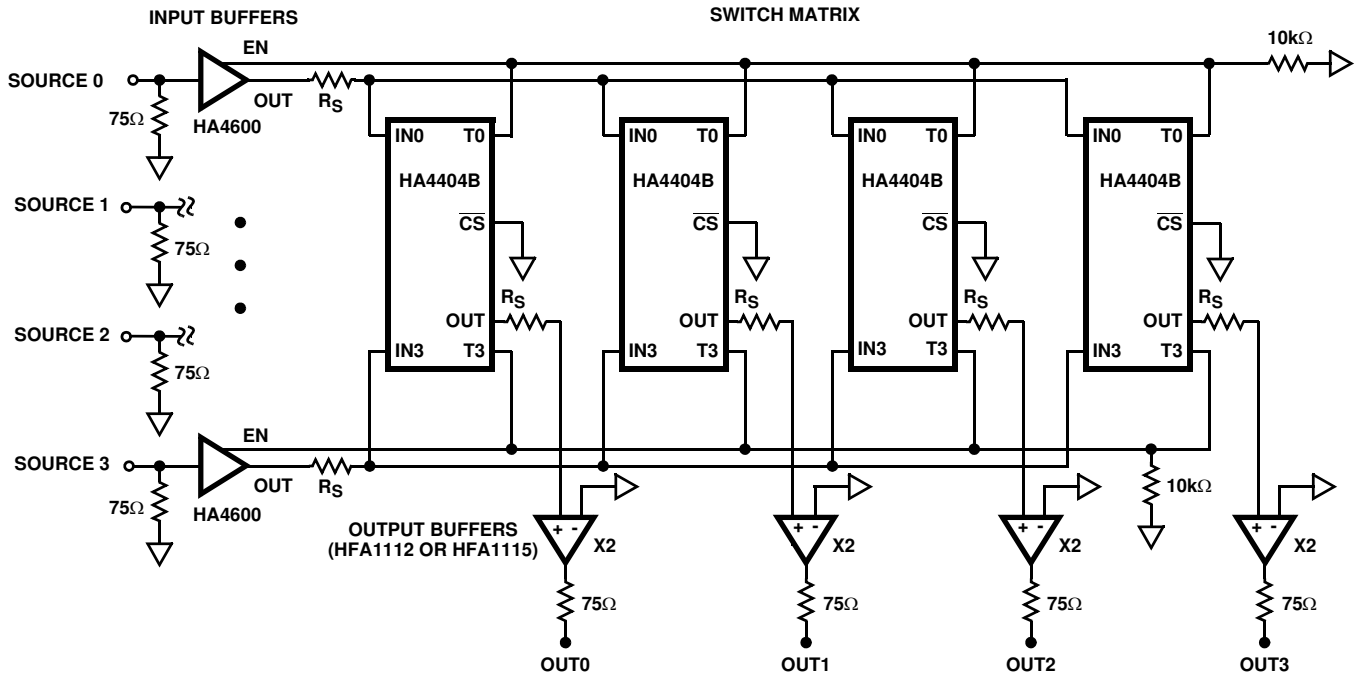 INPUT BUFFERS
SWITCH MATRIX
EN
10kΩ
SOURCE 0
OUT
RS
75Ω
HA4600
IN0 T0
IN0 T0
IN0 T0
IN0 T0
HA4404B
HA4404B
HA4404B
HA4404B
SOURCE 1
CS
CS
CS
CS
75Ω
RS
RS
RS
RS
OUT
OUT
OUT
OUT
SOURCE 2
IN3 T3
IN3 T3
IN3 T3
IN3 T3
75Ω
EN
SOURCE 3
OUT
RS
10kΩ
75Ω
HA4600
OUTPUT BUFFERS
(HFA1112 OR HFA1115)
+ -
X2
+ -
X2
+ -
X2
+ -
X2
75Ω
75Ω
75Ω
75Ω
OUT0
OUT1
OUT2
OUT3